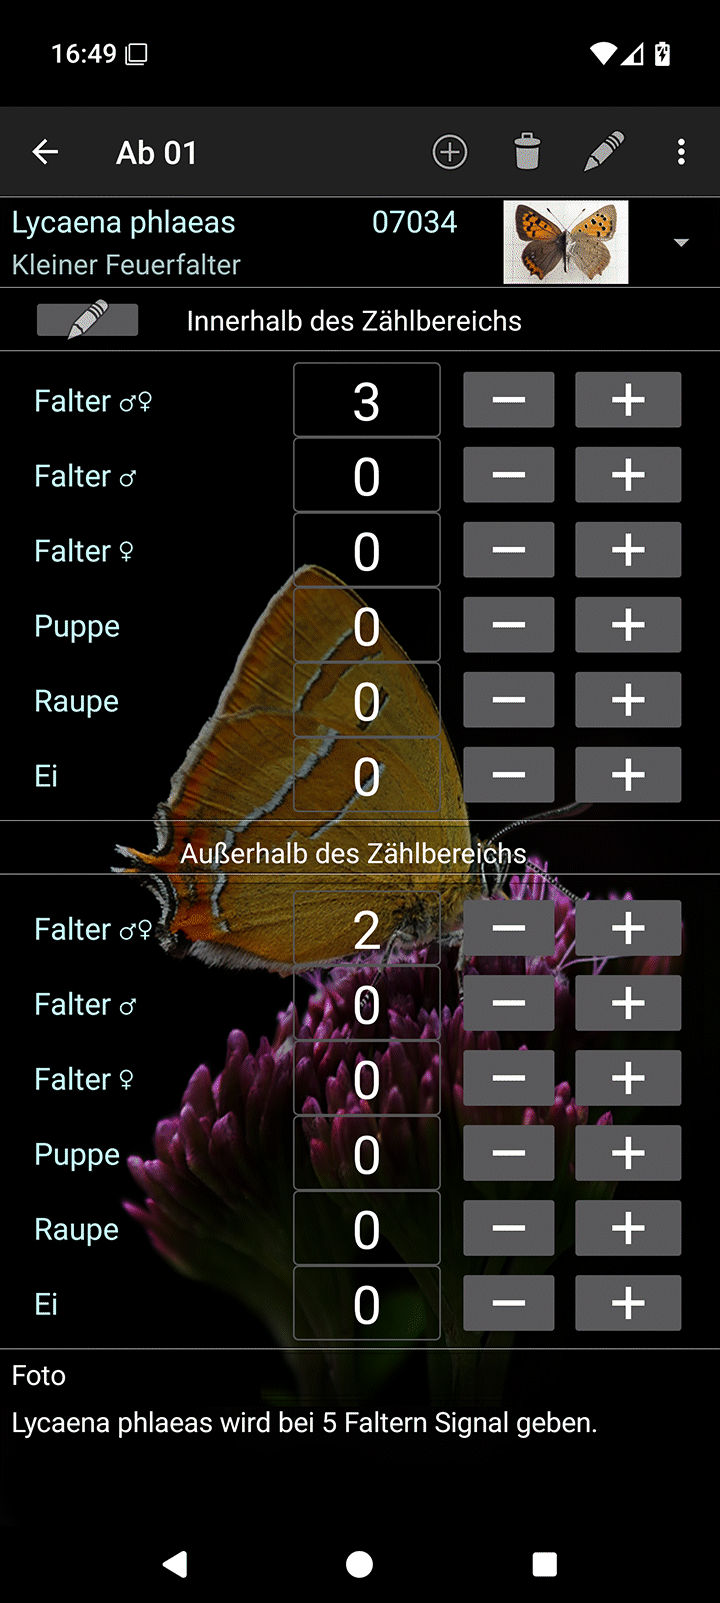 16:49
Ab 01
Lycaena phlaeas 07034
Kleiner Feuerfalter
Innerhalb des Zählbereichs
Falter ♂♀ 3 − +
Falter ♂ 0 − +
Falter ♀ 0 − +
Puppe 0 − +
Raupe 0 − +
Ei 0 − +
Außerhalb des Zählbereichs
Falter ♂♀ 2 − +
Falter ♂ 0 − +
Falter ♀ 0 − +
Puppe 0 − +
Raupe 0 − +
Ei 0 − +
Foto
Lycaena phlaeas wird bei 5 Faltern Signal geben.